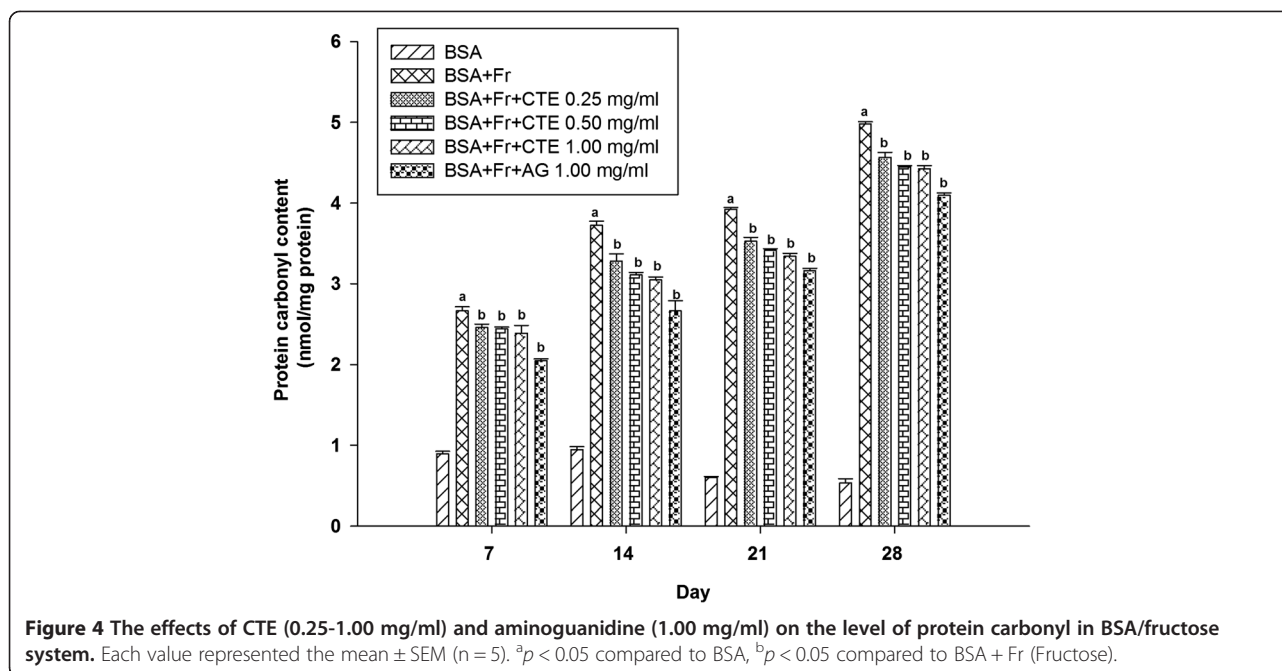 6
5
4
3
2
1
0
Protein carbonyl content
(nmol/mg protein)
BSA
BSA+Fr
BSA+Fr+CTE 0.25 mg/ml
BSA+Fr+CTE 0.50 mg/ml
BSA+Fr+CTE 1.00 mg/ml
BSA+Fr+AG 1.00 mg/ml
a b b b b
a b b b b
a b b b b
a b b b b
7 14 21 28
Day
Figure 4 The effects of CTE (0.25-1.00 mg/ml) and aminoguanidine (1.00 mg/ml) on the level of protein carbonyl in BSA/fructose
system. Each value represented the mean ± SEM (n = 5). ᵃp < 0.05 compared to BSA, ᵇp < 0.05 compared to BSA + Fr (Fructose).